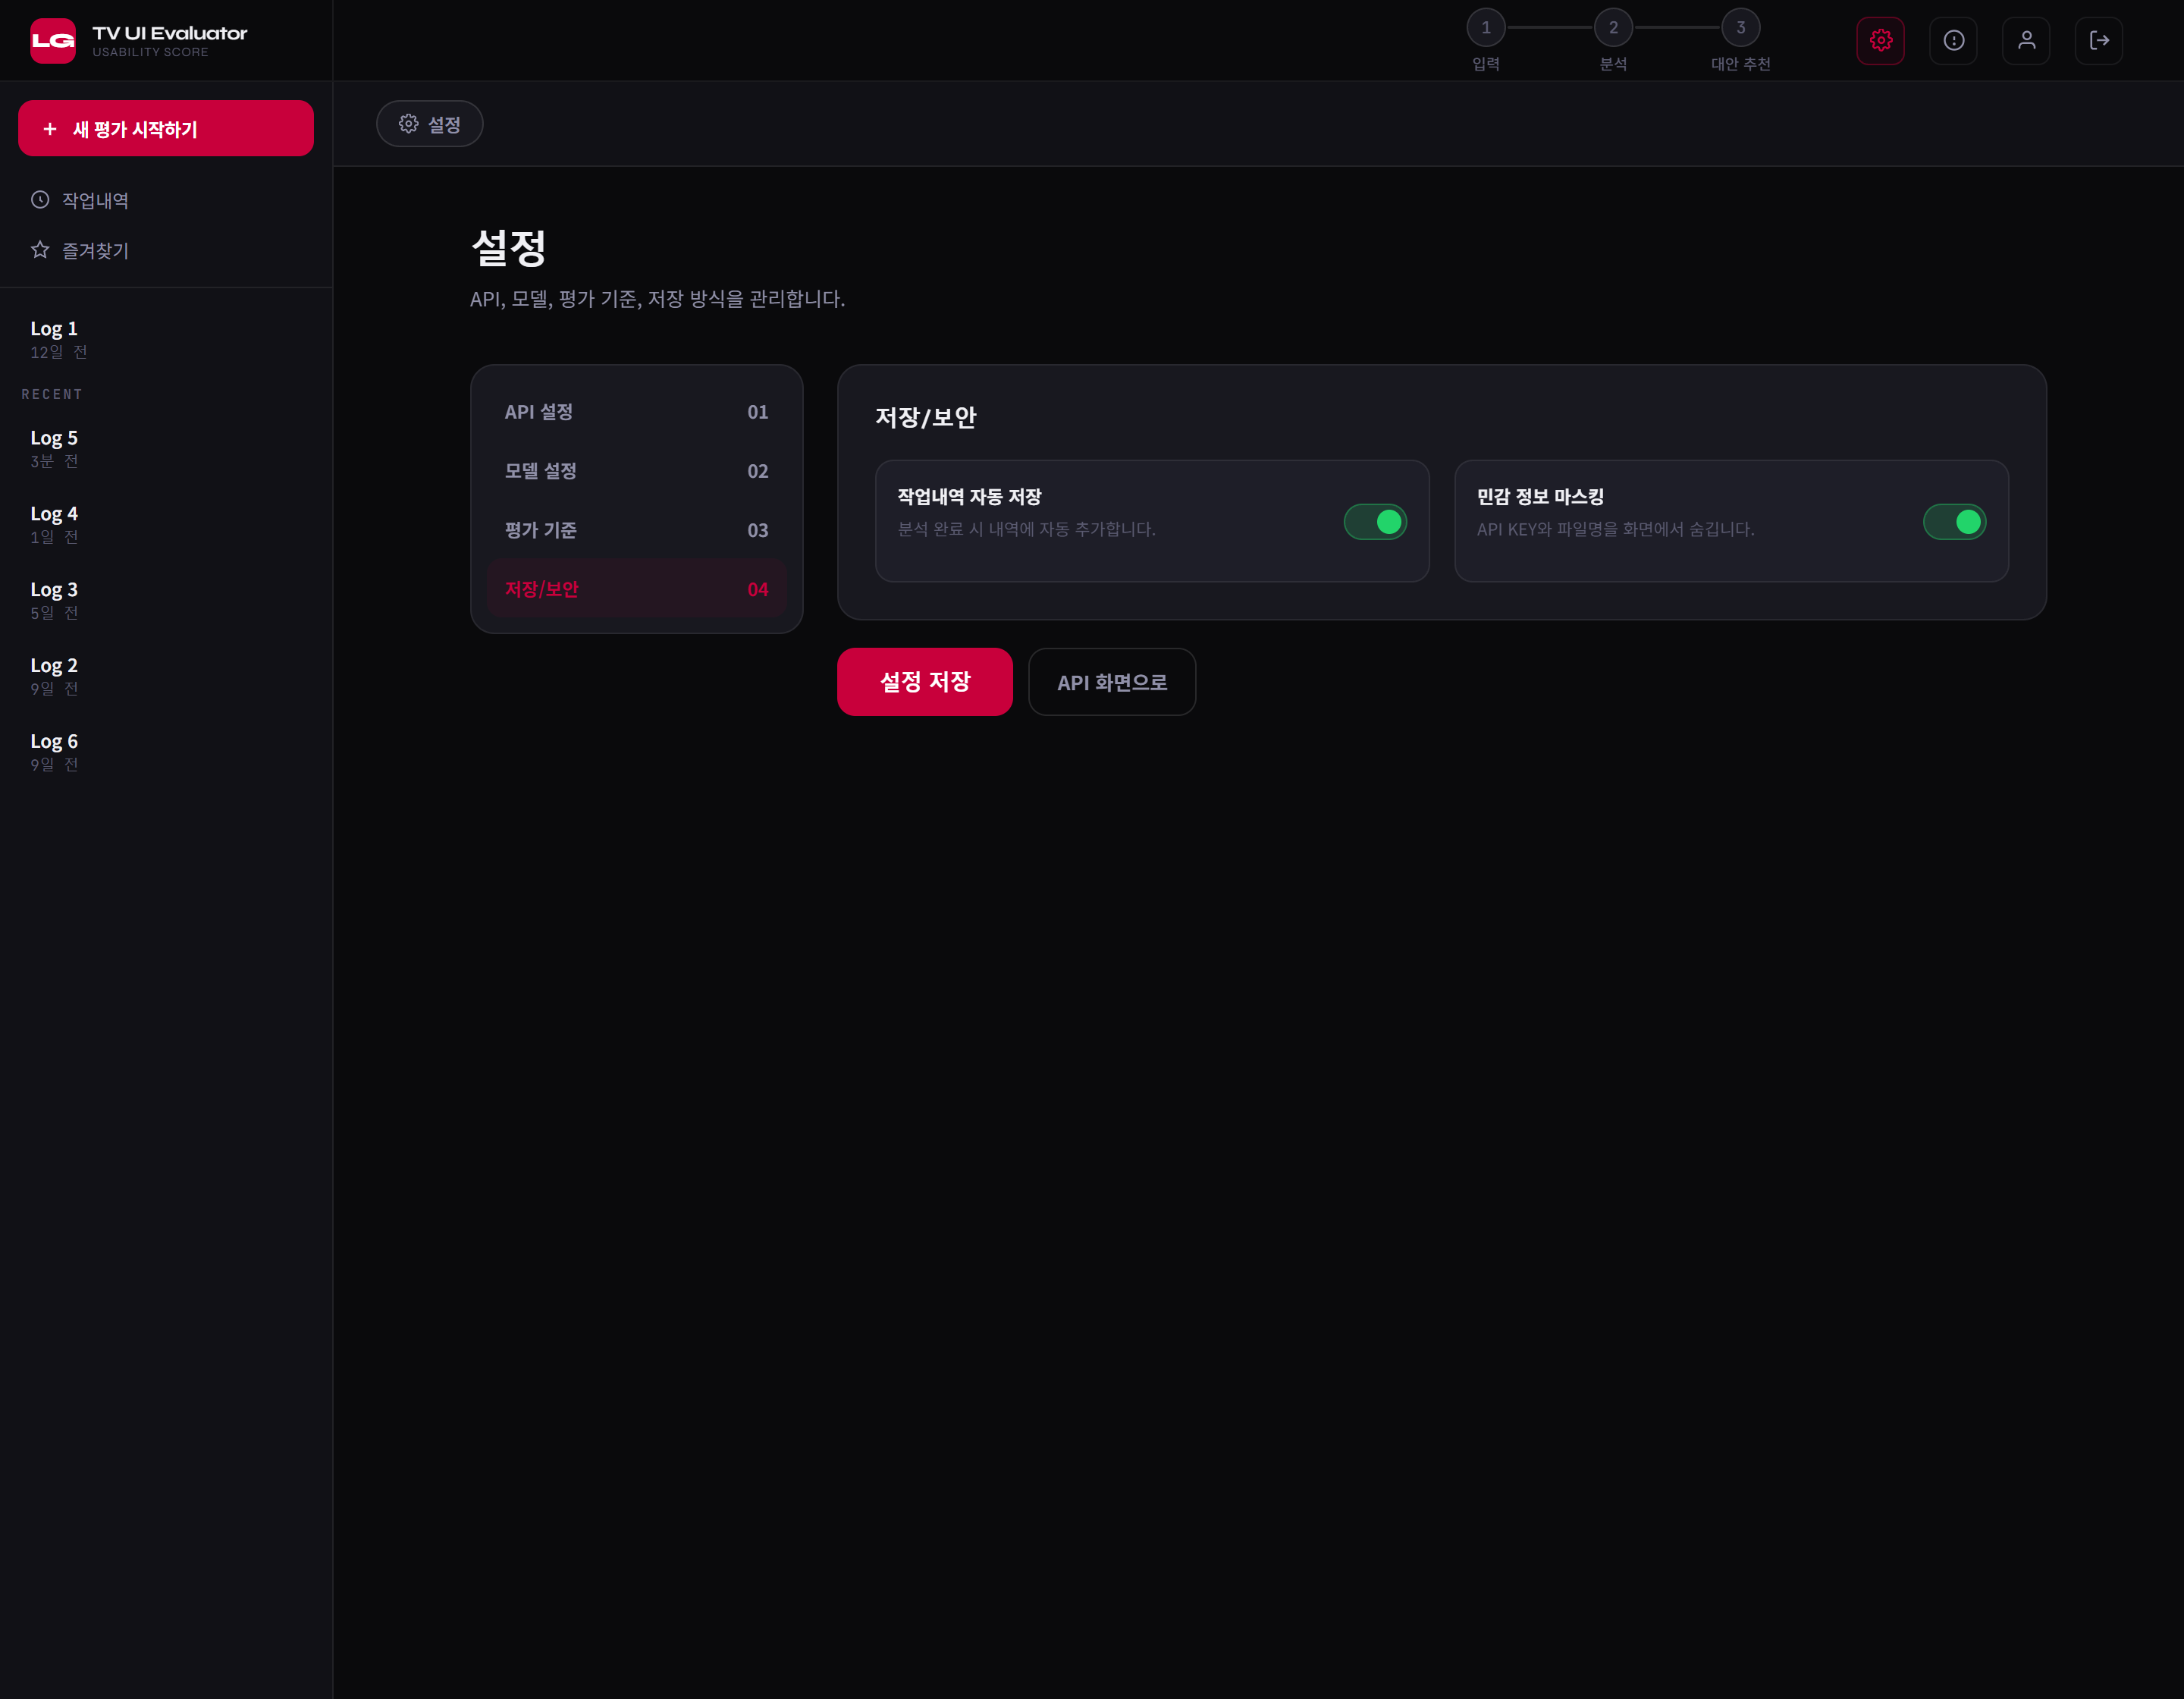 LG
TV UI Evaluator
USABILITY SCORE
1
2
3
입력
분석
대안 추천
+ 새 평가 시작하기
작업내역
즐겨찾기
Log 1
12일 전
RECENT
Log 5
3분 전
Log 4
1일 전
Log 3
5일 전
Log 2
9일 전
Log 6
9일 전
설정
설정
API, 모델, 평가 기준, 저장 방식을 관리합니다.
API 설정 01
모델 설정 02
평가 기준 03
저장/보안 04
저장/보안
작업내역 자동 저장
분석 완료 시 내역에 자동 추가합니다.
민감 정보 마스킹
API KEY와 파일명을 화면에서 숨깁니다.
설정 저장
API 화면으로